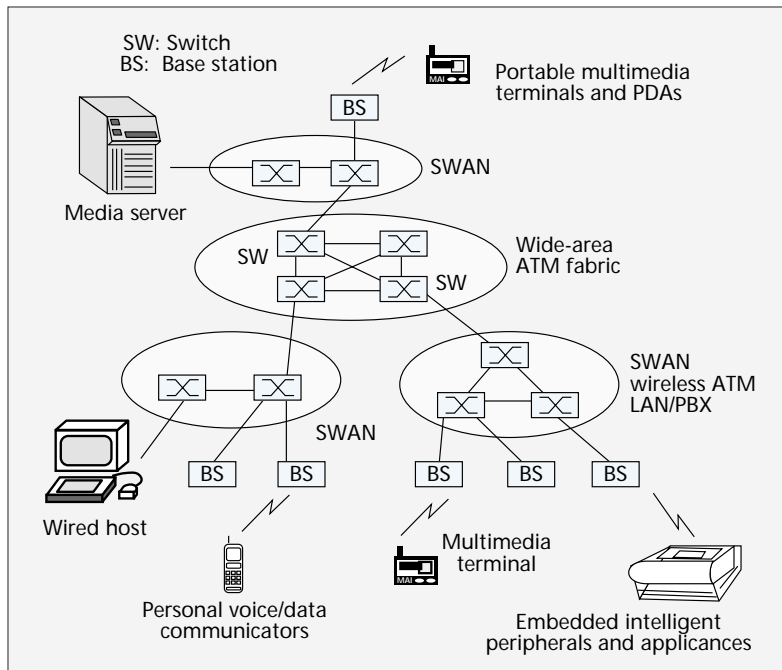 SW: Switch
BS: Base station
MAI
Portable multimedia
terminals and PDAs
BS
SWAN
Media server
Wide-area
ATM fabric
SW
SW
SWAN
wireless ATM
LAN/PBX
SWAN
BS
BS
BS
BS
BS
Wired host
MAI
Multimedia
terminal
Personal voice/data
communicators
Embedded intelligent
peripherals and applicances